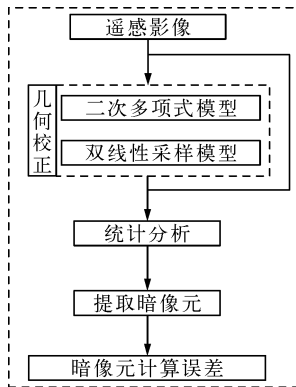 遥感影像
几何校正
二次多项式模型
双线性采样模型
统计分析
提取暗像元
暗像元计算误差